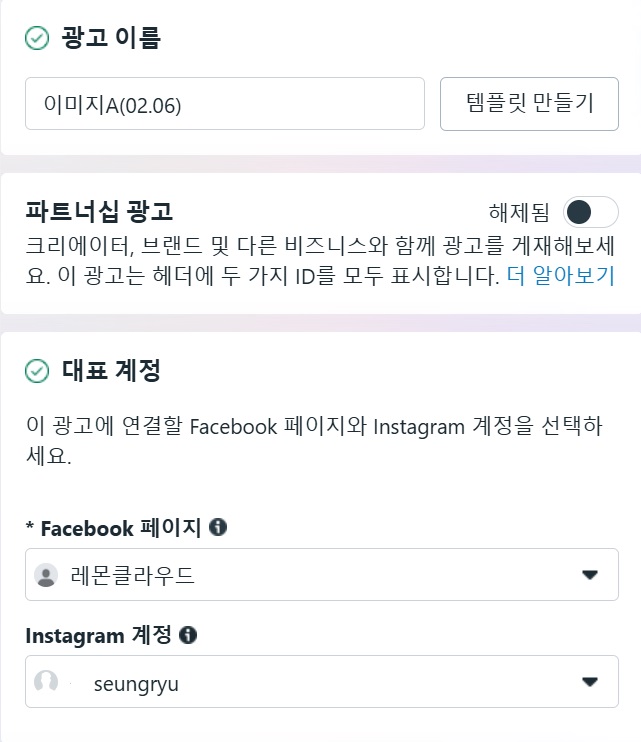 광고 이름
이미지A(02.06)
템플릿 만들기
파트너십 광고
해제됨
크리에이터, 브랜드 및 다른 비즈니스와 함께 광고를 게재해보세
요. 이 광고는 헤더에 두 가지 ID를 모두 표시합니다. 더 알아보기
대표 계정
이 광고에 연결할 Facebook 페이지와 Instagram 계정을 선택하
세요.
* Facebook 페이지
레몬클라우드
Instagram 계정
seungryu